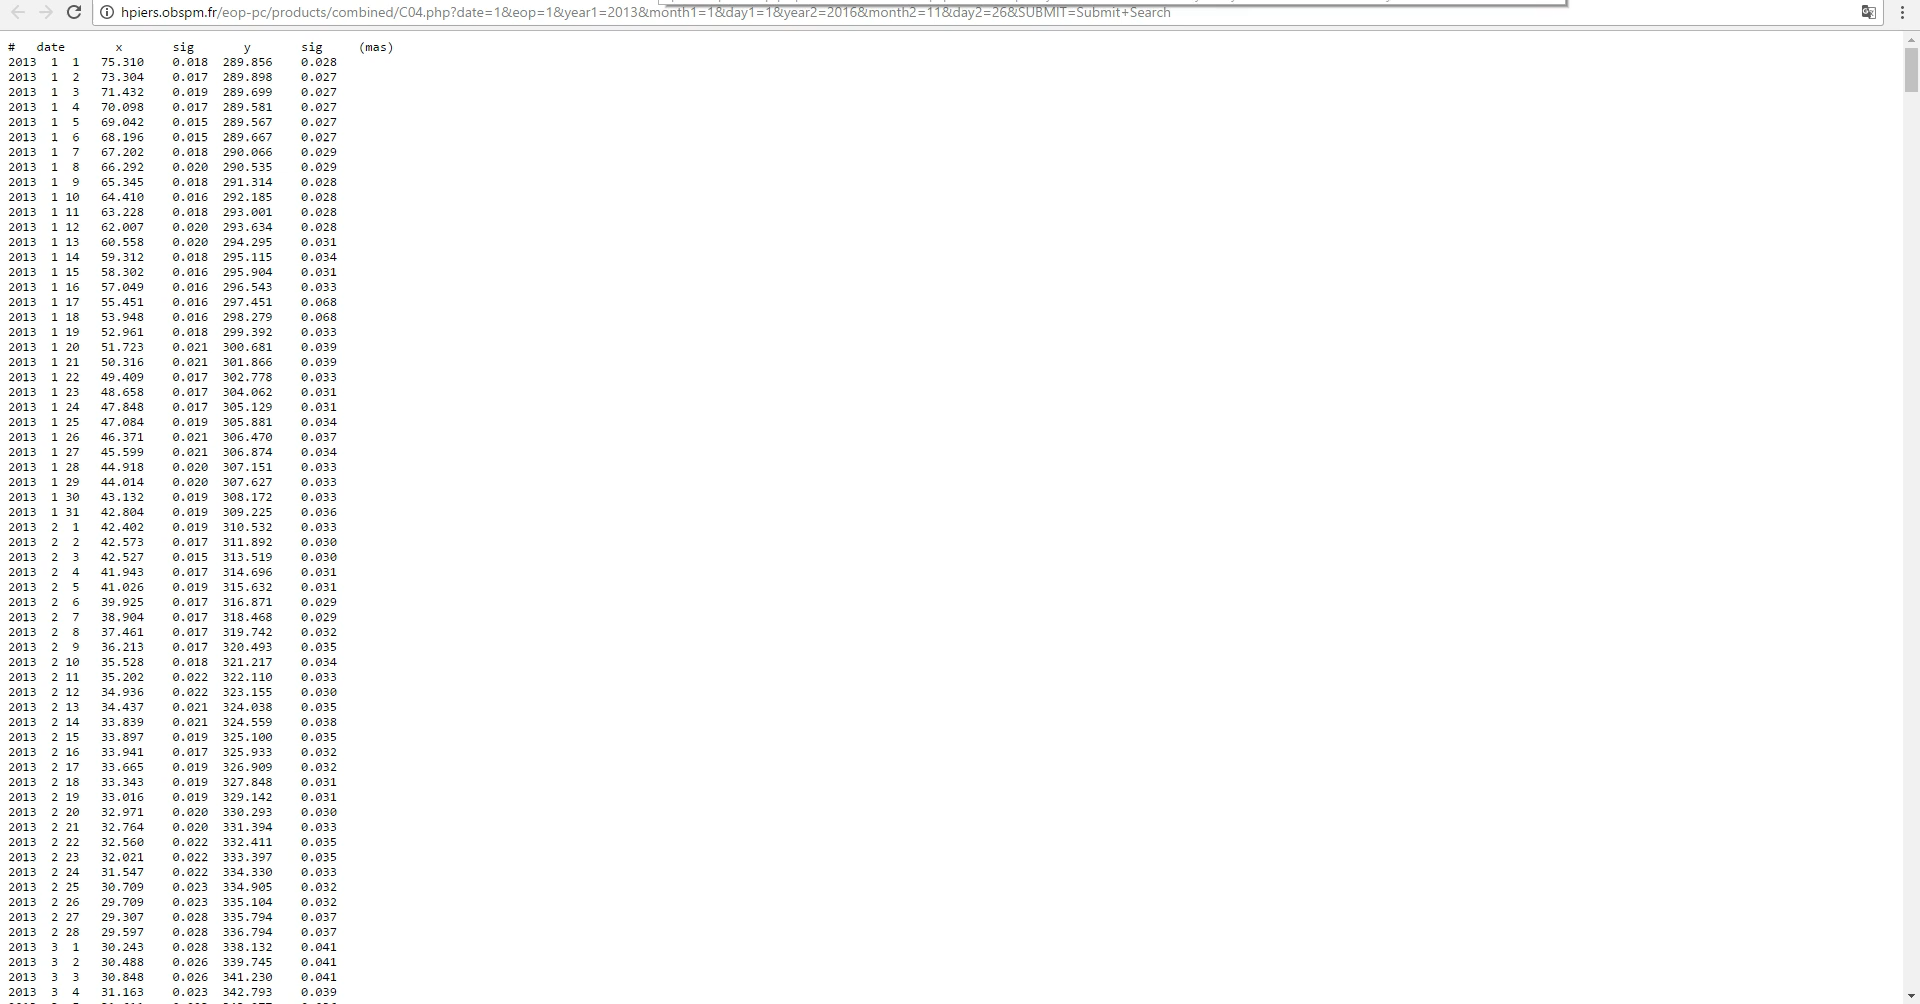 hpiers.obspm.fr/eop-pc/products/combined/C04.php?date=1&eop=1&year1=2013&month1=1&day1=1&year2=2016&month2=11&day2=26&SUBMIT=Submit+Search
# date x sig y sig (mas)
2013 1 1 75.310 0.018 289.856 0.028
2013 1 2 73.304 0.017 289.898 0.027
2013 1 3 71.432 0.019 289.699 0.027
2013 1 4 70.098 0.017 289.581 0.027
2013 1 5 69.042 0.015 289.567 0.027
2013 1 6 68.196 0.015 289.667 0.027
2013 1 7 67.202 0.018 290.066 0.029
2013 1 8 66.292 0.020 290.535 0.029
2013 1 9 65.345 0.018 291.314 0.028
2013 1 10 64.410 0.016 292.185 0.028
2013 1 11 63.228 0.018 293.001 0.028
2013 1 12 62.007 0.020 293.634 0.028
2013 1 13 60.558 0.020 294.295 0.031
2013 1 14 59.312 0.018 295.115 0.034
2013 1 15 58.302 0.016 295.904 0.031
2013 1 16 57.049 0.016 296.543 0.033
2013 1 17 55.451 0.016 297.451 0.068
2013 1 18 53.948 0.016 298.279 0.068
2013 1 19 52.961 0.018 299.392 0.033
2013 1 20 51.723 0.021 300.681 0.039
2013 1 21 50.316 0.021 301.866 0.039
2013 1 22 49.409 0.017 302.778 0.033
2013 1 23 48.658 0.017 304.062 0.031
2013 1 24 47.848 0.017 305.129 0.031
2013 1 25 47.084 0.019 305.881 0.034
2013 1 26 46.371 0.021 306.470 0.037
2013 1 27 45.599 0.021 306.874 0.034
2013 1 28 44.918 0.020 307.151 0.033
2013 1 29 44.014 0.020 307.627 0.033
2013 1 30 43.132 0.019 308.172 0.033
2013 1 31 42.804 0.019 309.225 0.036
2013 2 1 42.402 0.019 310.532 0.033
2013 2 2 42.573 0.017 311.892 0.030
2013 2 3 42.527 0.015 313.519 0.030
2013 2 4 41.943 0.017 314.696 0.031
2013 2 5 41.026 0.019 315.632 0.031
2013 2 6 39.925 0.017 316.871 0.029
2013 2 7 38.904 0.017 318.468 0.029
2013 2 8 37.461 0.017 319.742 0.032
2013 2 9 36.213 0.017 320.493 0.035
2013 2 10 35.528 0.018 321.217 0.034
2013 2 11 35.202 0.022 322.110 0.033
2013 2 12 34.936 0.022 323.155 0.030
2013 2 13 34.437 0.021 324.038 0.035
2013 2 14 33.839 0.021 324.559 0.038
2013 2 15 33.897 0.019 325.100 0.035
2013 2 16 33.941 0.017 325.933 0.032
2013 2 17 33.665 0.019 326.909 0.032
2013 2 18 33.343 0.019 327.848 0.031
2013 2 19 33.016 0.019 329.142 0.031
2013 2 20 32.971 0.020 330.293 0.030
2013 2 21 32.764 0.020 331.394 0.033
2013 2 22 32.560 0.022 332.411 0.035
2013 2 23 32.021 0.022 333.397 0.035
2013 2 24 31.547 0.022 334.330 0.033
2013 2 25 30.709 0.023 334.905 0.032
2013 2 26 29.709 0.023 335.104 0.032
2013 2 27 29.307 0.028 335.794 0.037
2013 2 28 29.597 0.028 336.794 0.037
2013 3 1 30.243 0.028 338.132 0.041
2013 3 2 30.488 0.026 339.745 0.041
2013 3 3 30.848 0.026 341.230 0.041
2013 3 4 31.163 0.023 342.793 0.039